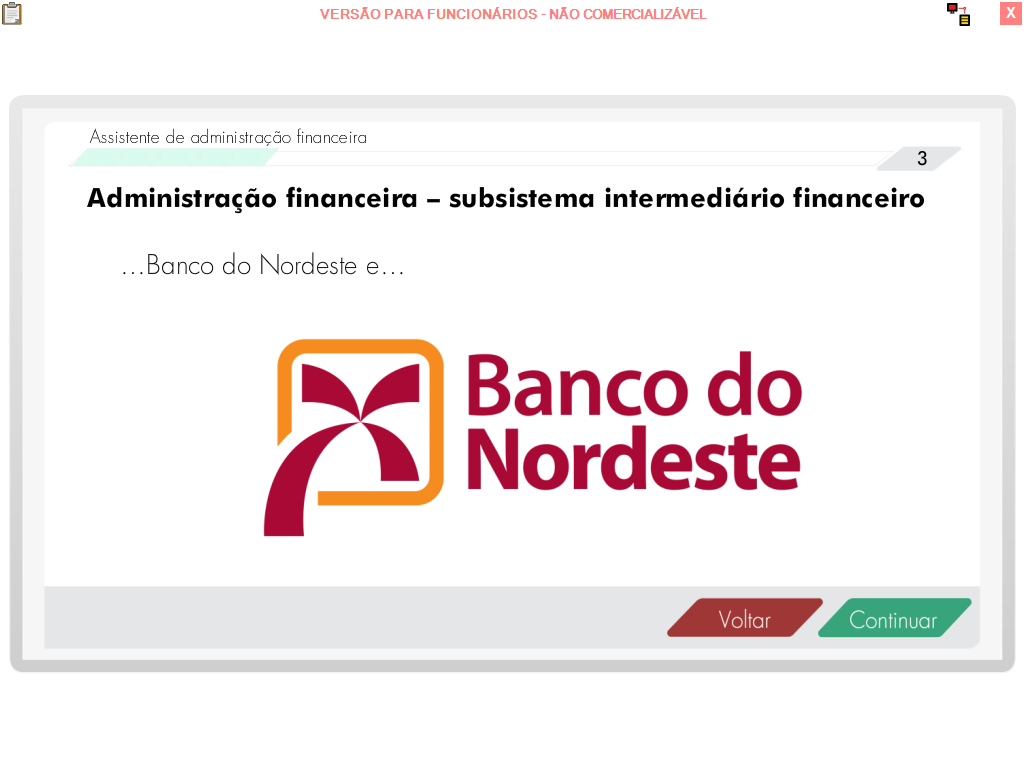 VERSÃO PARA FUNCIONÁRIOS - NÃO COMERCIALIZÁVEL
X
Assistente de administração financeira
3
Administração financeira – subsistema intermediário financeiro
...Banco do Nordeste e...
Banco do
Nordeste
Voltar
Continuar